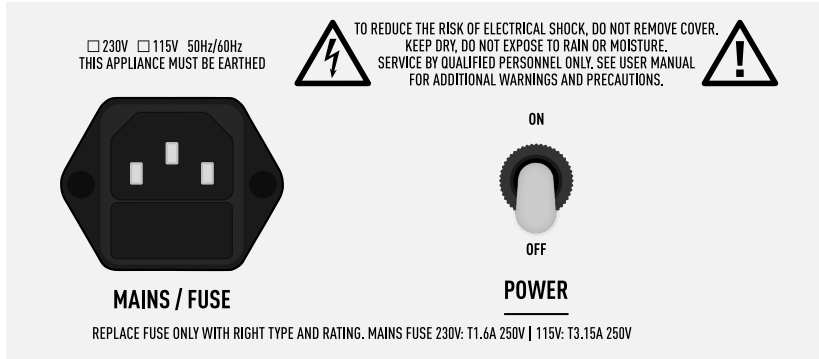 ☐ 230V ☐ 115V 50Hz/60Hz
THIS APPLIANCE MUST BE EARTHED
TO REDUCE THE RISK OF ELECTRICAL SHOCK, DO NOT REMOVE COVER.
KEEP DRY, DO NOT EXPOSE TO RAIN OR MOISTURE.
SERVICE BY QUALIFIED PERSONNEL ONLY. SEE USER MANUAL
FOR ADDITIONAL WARNINGS AND PRECAUTIONS.
!
ON
OFF
MAINS / FUSE
POWER
REPLACE FUSE ONLY WITH RIGHT TYPE AND RATING. MAINS FUSE 230V: T1.6A 250V | 115V: T3.15A 250V